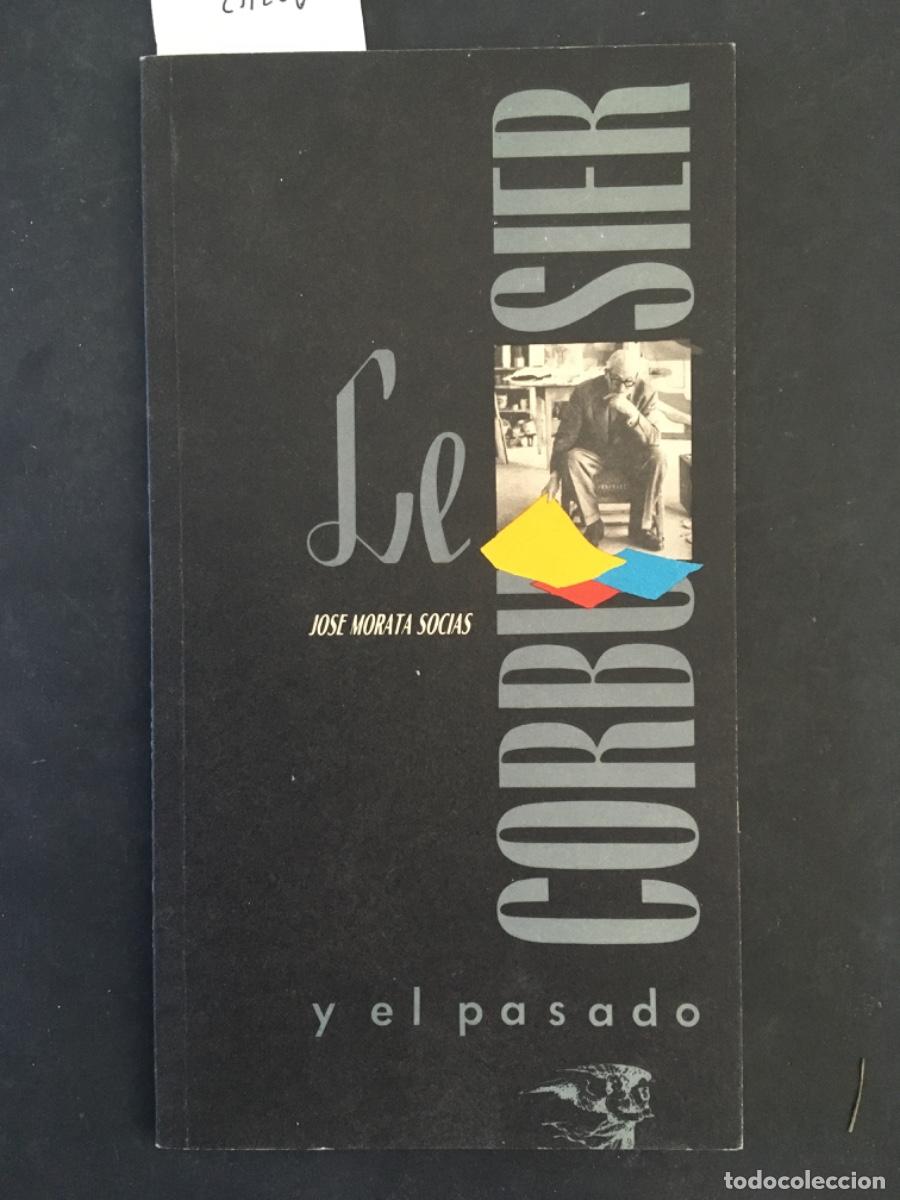 Le
CORBUSIER
JOSE MORATA SOCIAS
y el pasado
todocoleccion